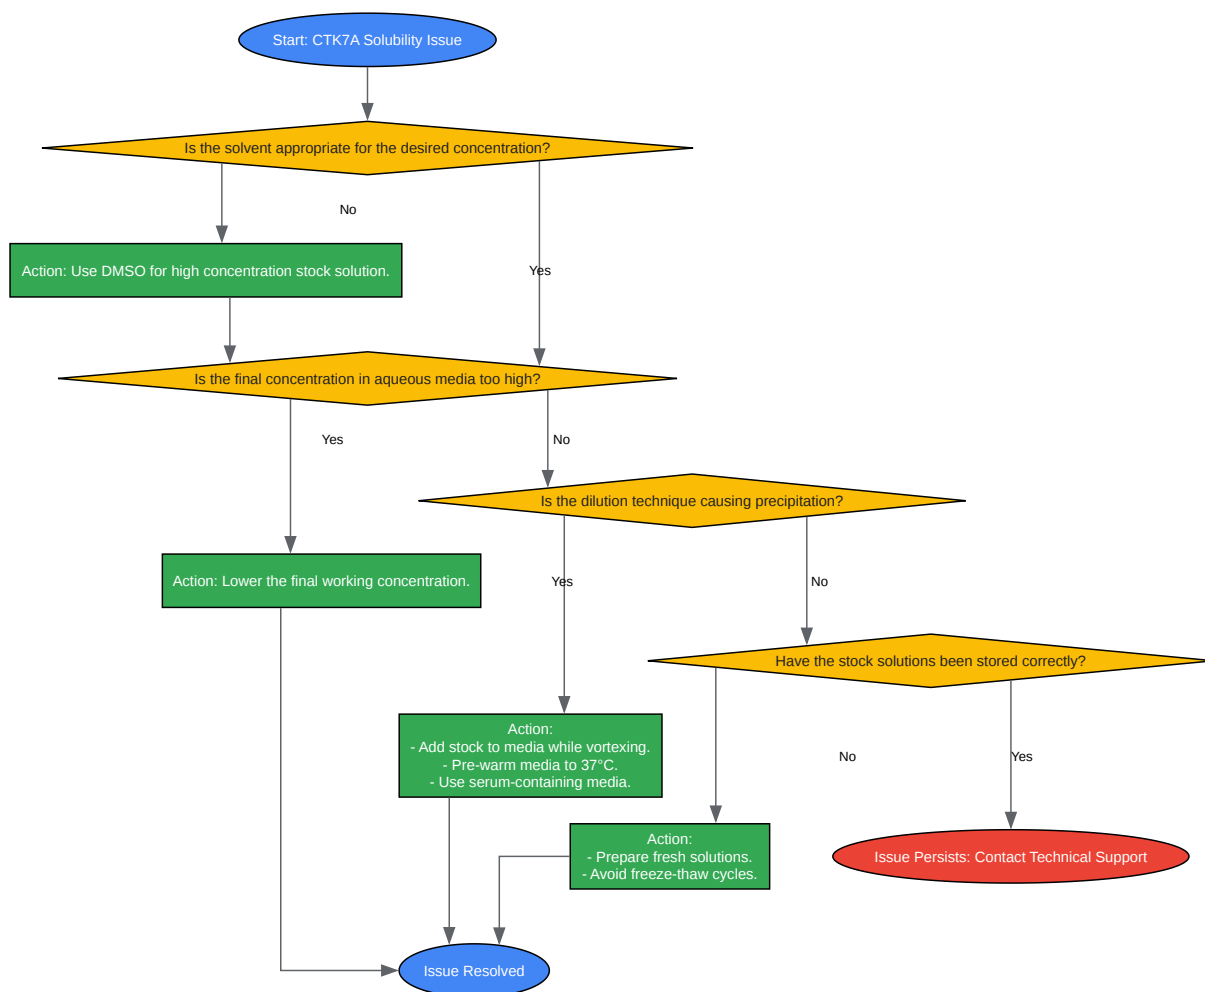 Start: CTK7A Solubility Issue
Is the solvent appropriate for the desired concentration?
No
Action: Use DMSO for high concentration stock solution.
Yes
Is the final concentration in aqueous media too high?
Yes
No
Is the dilution technique causing precipitation?
Action: Lower the final working concentration.
Yes
No
Have the stock solutions been stored correctly?
Action:
- Add stock to media while vortexing.
- Pre-warm media to 37°C.
- Use serum-containing media.
No
Yes
Action:
- Prepare fresh solutions.
- Avoid freeze-thaw cycles.
Issue Persists: Contact Technical Support
Issue Resolved